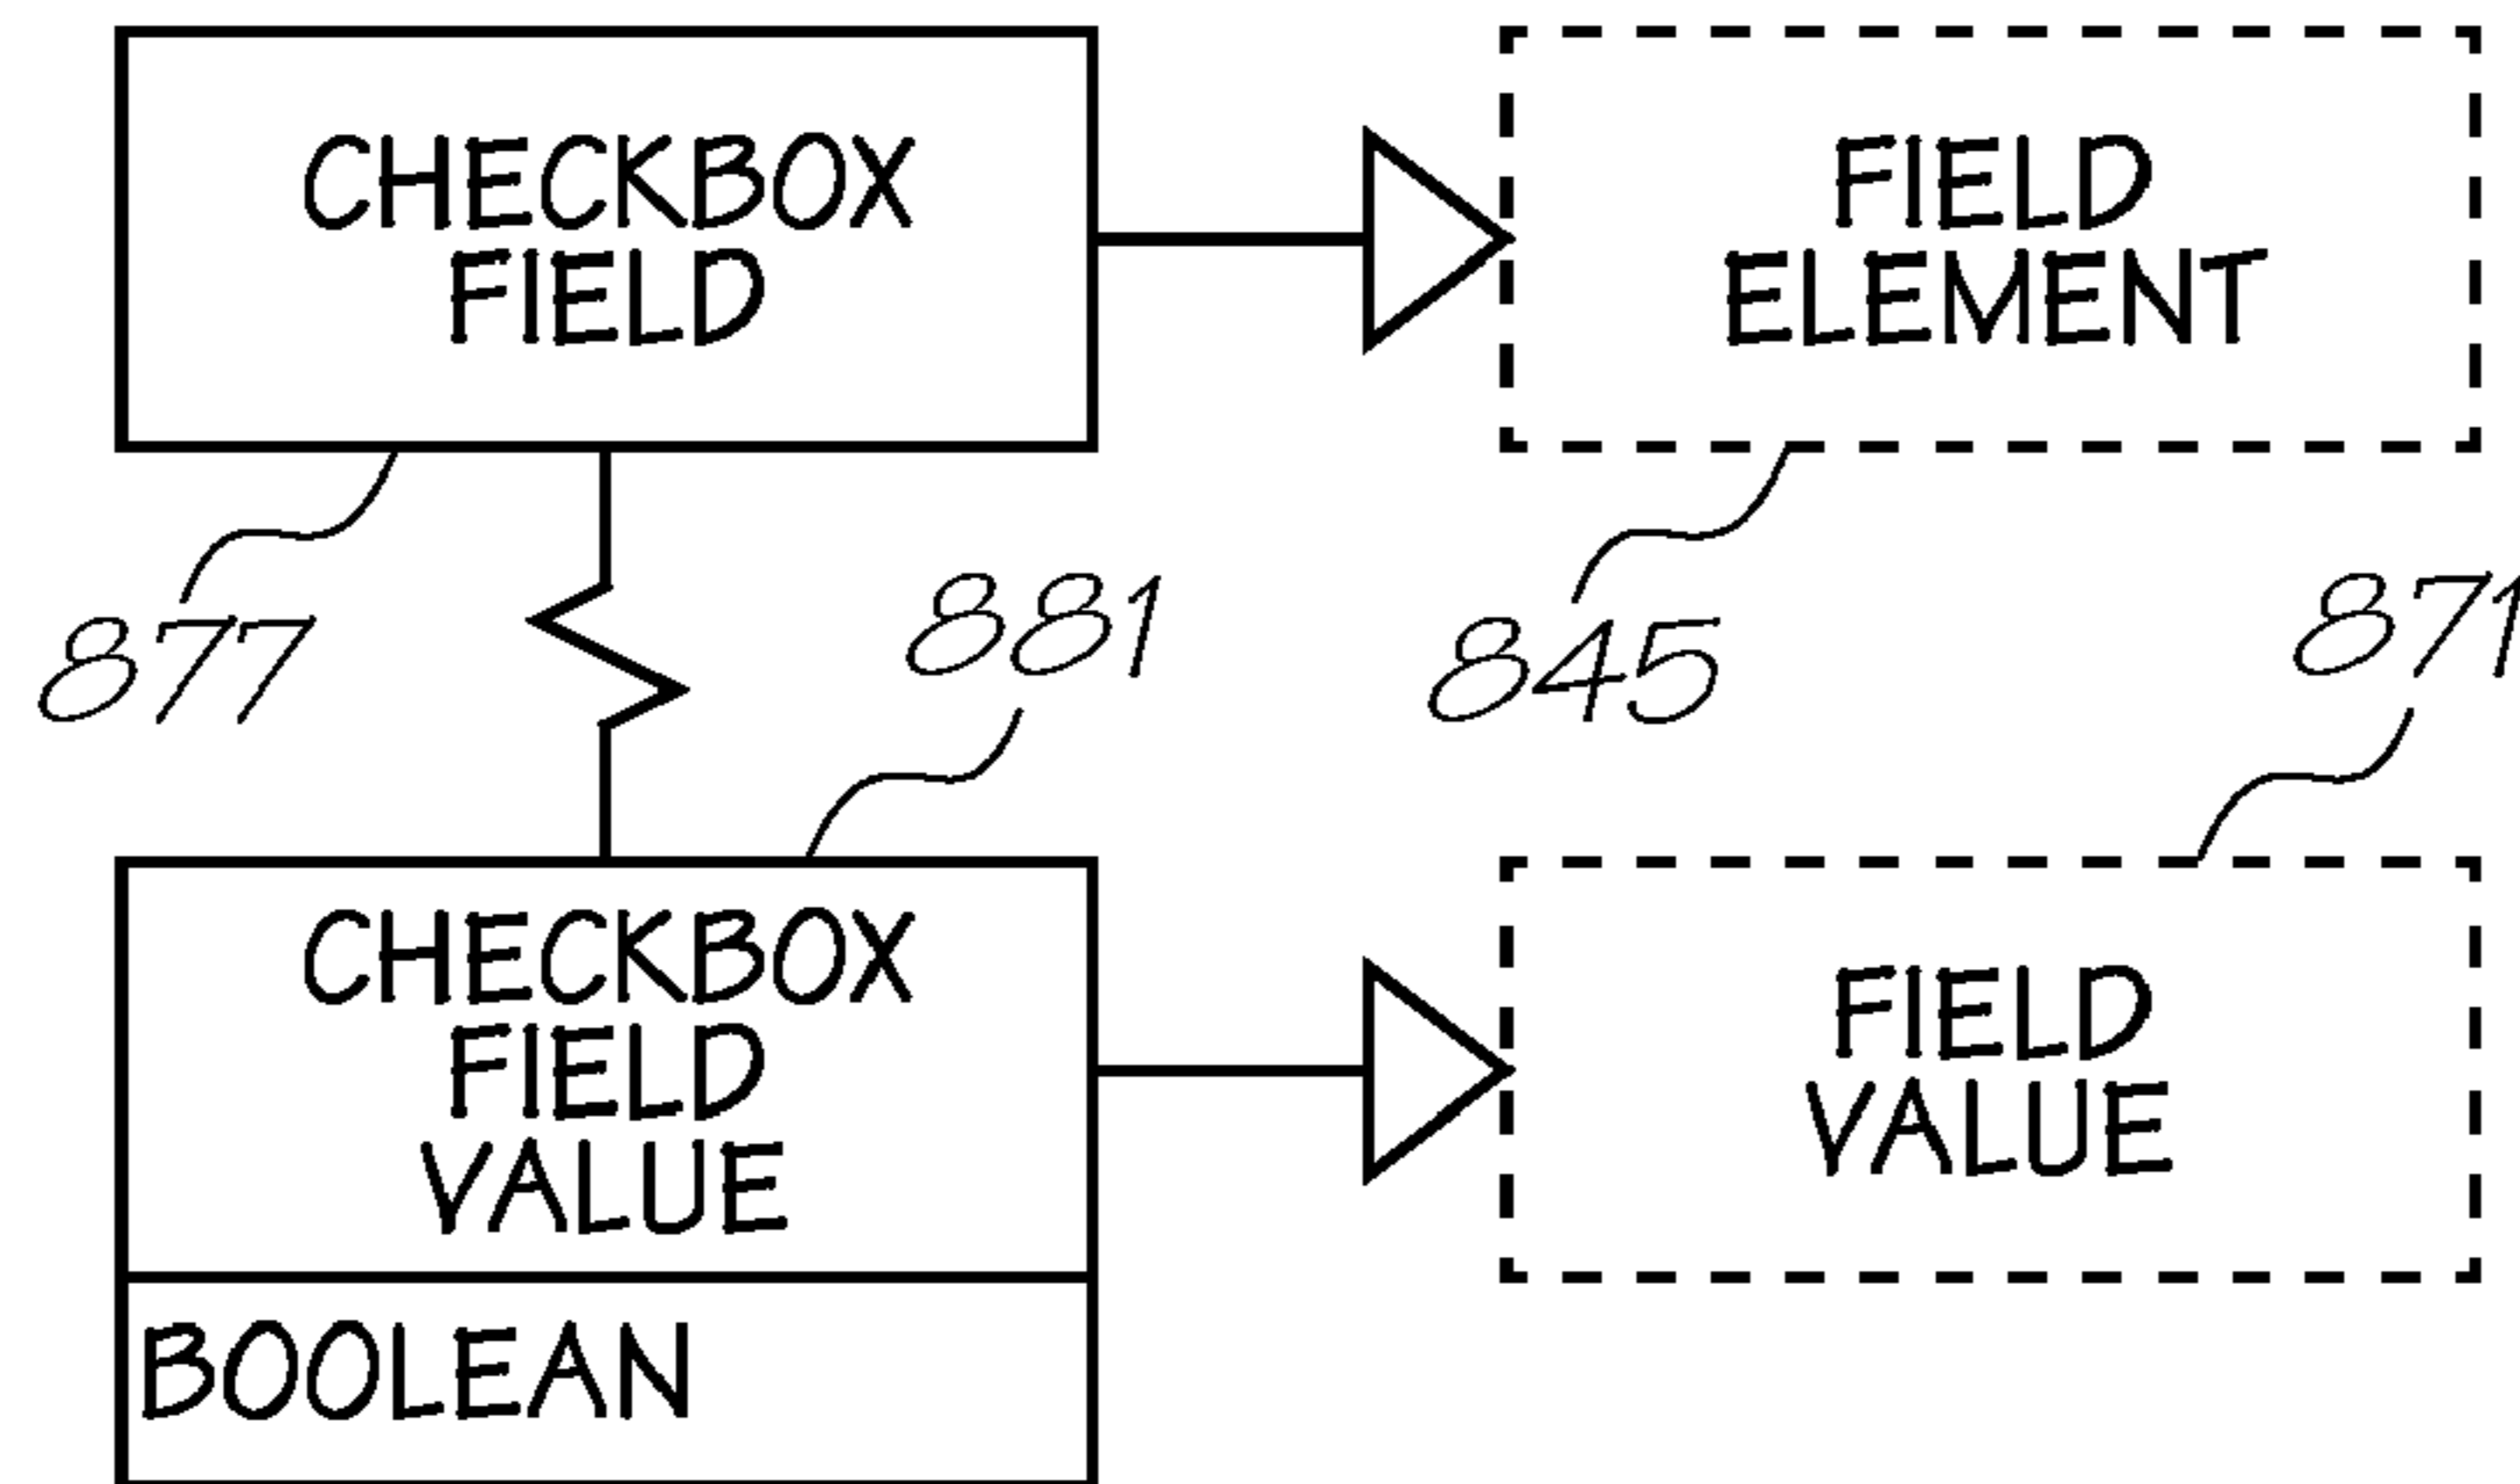 CHECKBOX
FIELD
FIELD
ELEMENT
877
881
845
871
CHECKBOX
FIELD
VALUE
FIELD
VALUE
BOOLEAN